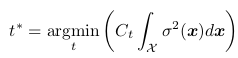 $t^* = \underset{t}{\operatorname{argmin}} \left( C_t \int_{\mathcal{X}} \sigma^2(\boldsymbol{x}) d\boldsymbol{x} \right)$